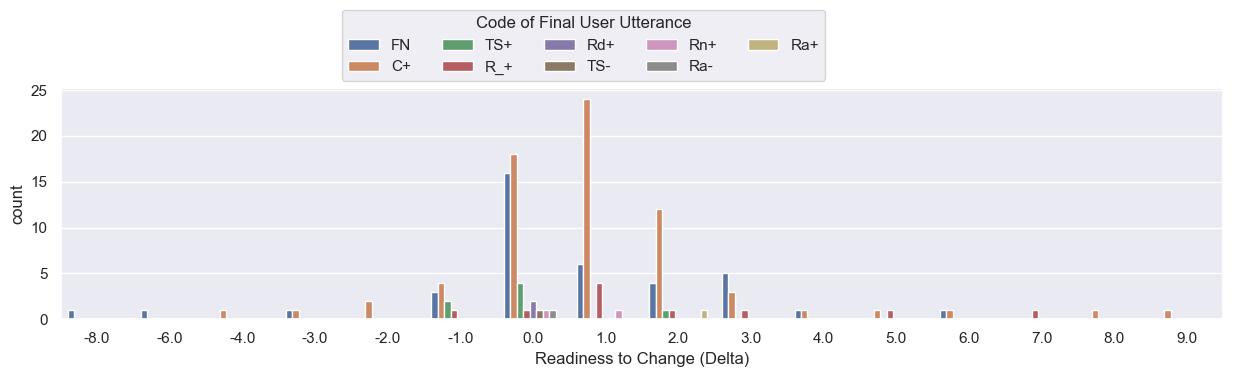 Code of Final User Utterance
FN TS+ Rd+ Rn+ Ra+
C+ R_+ TS- Ra-
25
20
15
10
5
0
count
-8.0 -6.0 -4.0 -3.0 -2.0 -1.0 0.0 1.0 2.0 3.0 4.0 5.0 6.0 7.0 8.0 9.0
Readiness to Change (Delta)